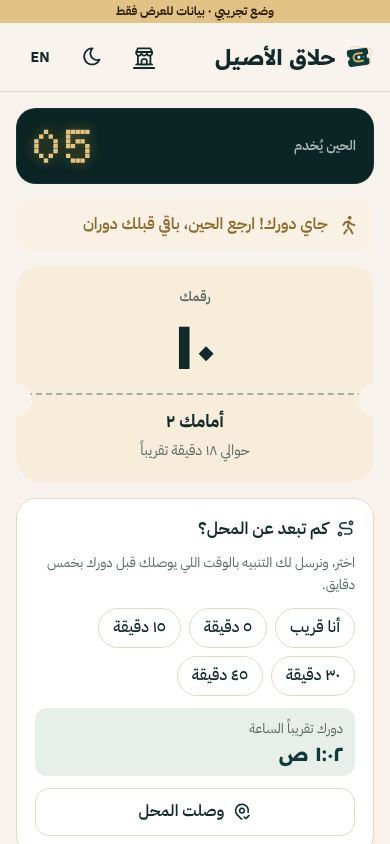 وضع تجريبي · بيانات للعرض فقط
حلاق الأصيل
EN
الحين يُخدم
05
جاي دورك! ارجع الحين، باقي قبلك دوران
رقمك
١٠
أمامك ٢
حوالي ١٨ دقيقة تقريباً
كم تبعد عن المحل؟
اختر، ونرسل لك التنبيه بالوقت اللي يوصلك قبل دورك بخمس
دقايق.
أنا قريب
٥ دقيقة
١٥ دقيقة
٣٠ دقيقة
٤٥ دقيقة
دورك تقريباً الساعة
١:٠٢ ص
وصلت المحل